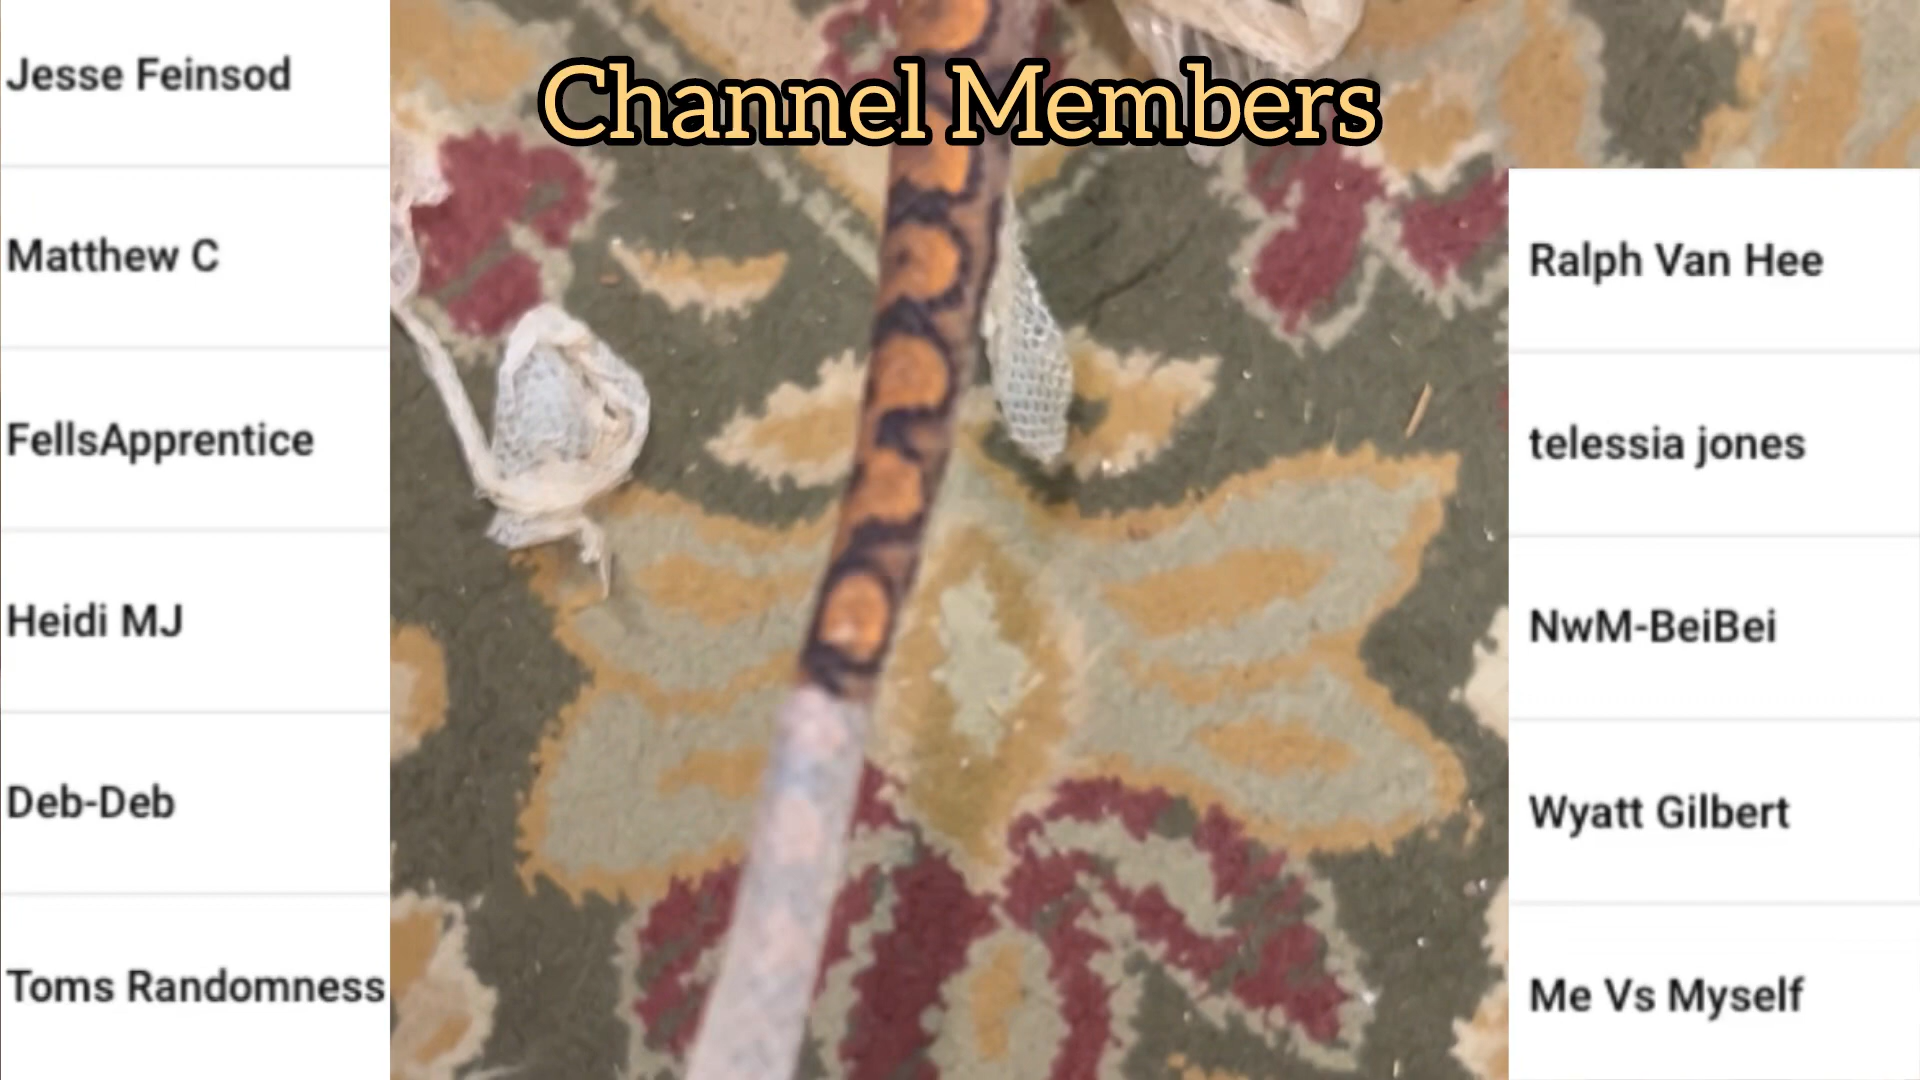 Channel Members
Jesse Feinsod
Matthew C
FellsApprentice
Heidi MJ
Deb-Deb
Toms Randomness
Ralph Van Hee
telessia jones
NwM-BeiBei
Wyatt Gilbert
Me Vs Myself